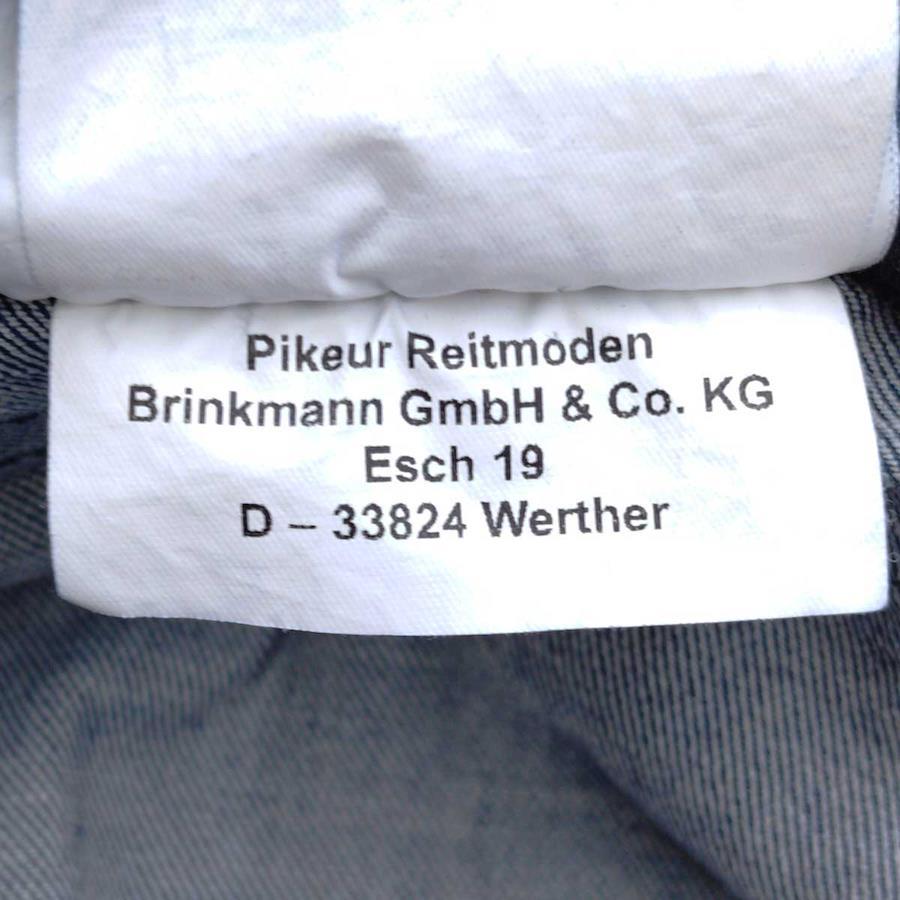 Pikeur Reitmoden
Brinkmann GmbH & Co. KG
Esch 19
D – 33824 Werther